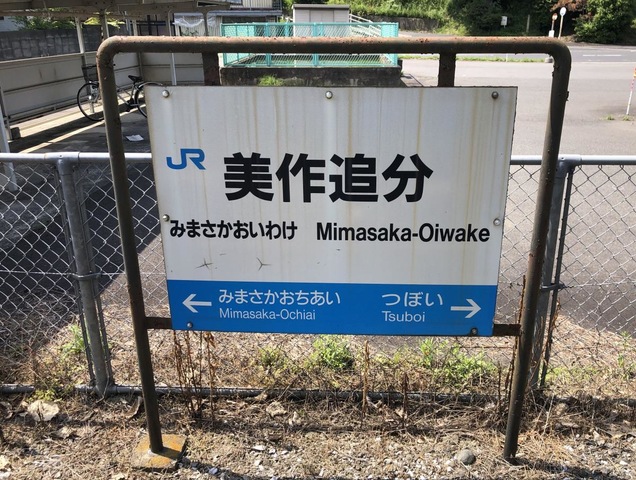 JR 美作追分
みまさかおいわけ Mimasaka-Oiwake
← みまさかおちあい つぼい →
Mimasaka-Ochiai Tsuboi